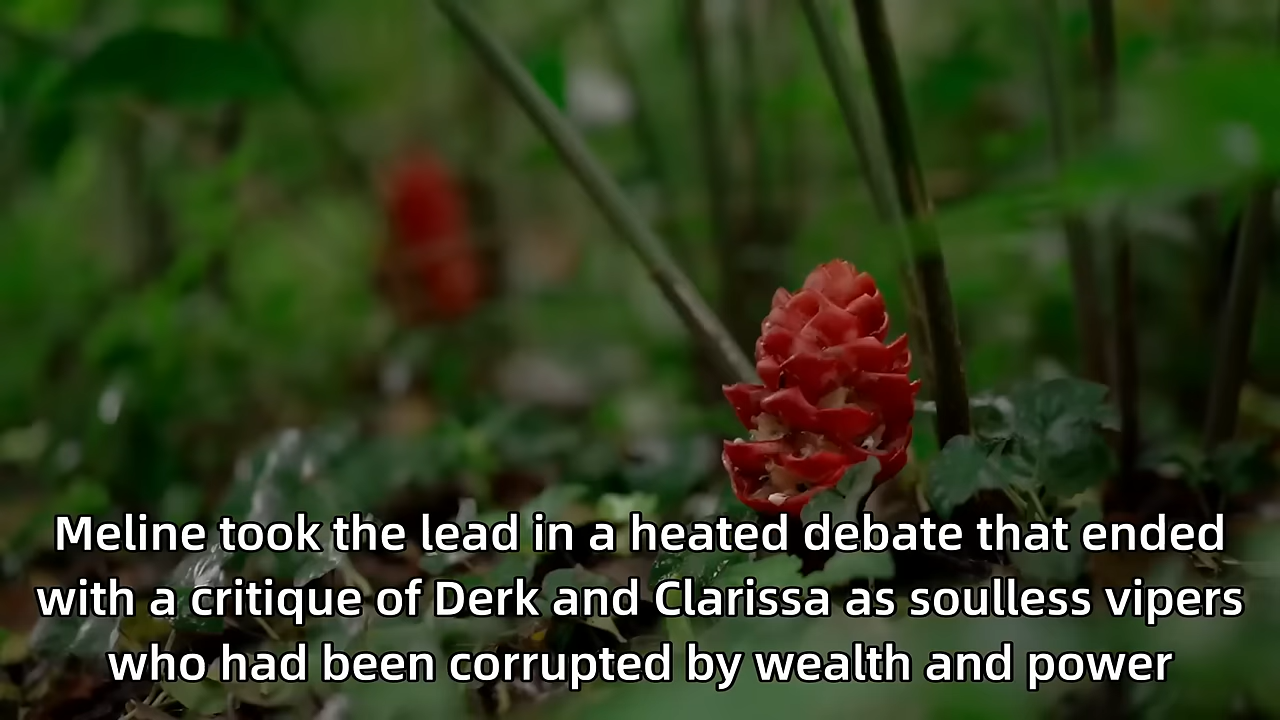 Meline took the lead in a heated debate that ended
with a critique of Derk and Clarissa as soulless vipers
who had been corrupted by wealth and power